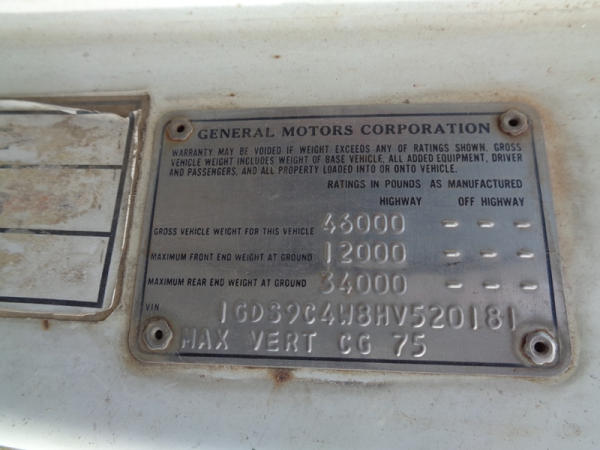 GENERAL MOTORS CORPORATION
WARRANTY MAY BE VOIDED IF WEIGHT EXCEEDS ANY OF RATINGS SHOWN. GROSS
VEHICLE WEIGHT INCLUDES WEIGHT OF BASE VEHICLE, ALL ADDED EQUIPMENT, DRIVER
AND PASSENGERS, AND ALL PROPERTY LOADED INTO OR ONTO VEHICLE.
RATINGS IN POUNDS AS MANUFACTURED
HIGHWAY OFF HIGHWAY
GROSS VEHICLE WEIGHT FOR THIS VEHICLE 46000 - - -
MAXIMUM FRONT END WEIGHT AT GROUND 12000 - - -
MAXIMUM REAR END WEIGHT AT GROUND 34000 - - -
VIN 1GDS9C4W8HV520181
MAX VERT CG 75